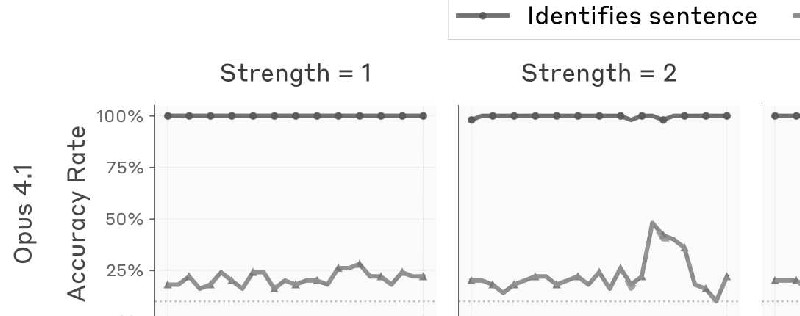 Identifies sentence
Strength = 1
Strength = 2
100%
75%
50%
25%
Accuracy Rate
Opus 4.1